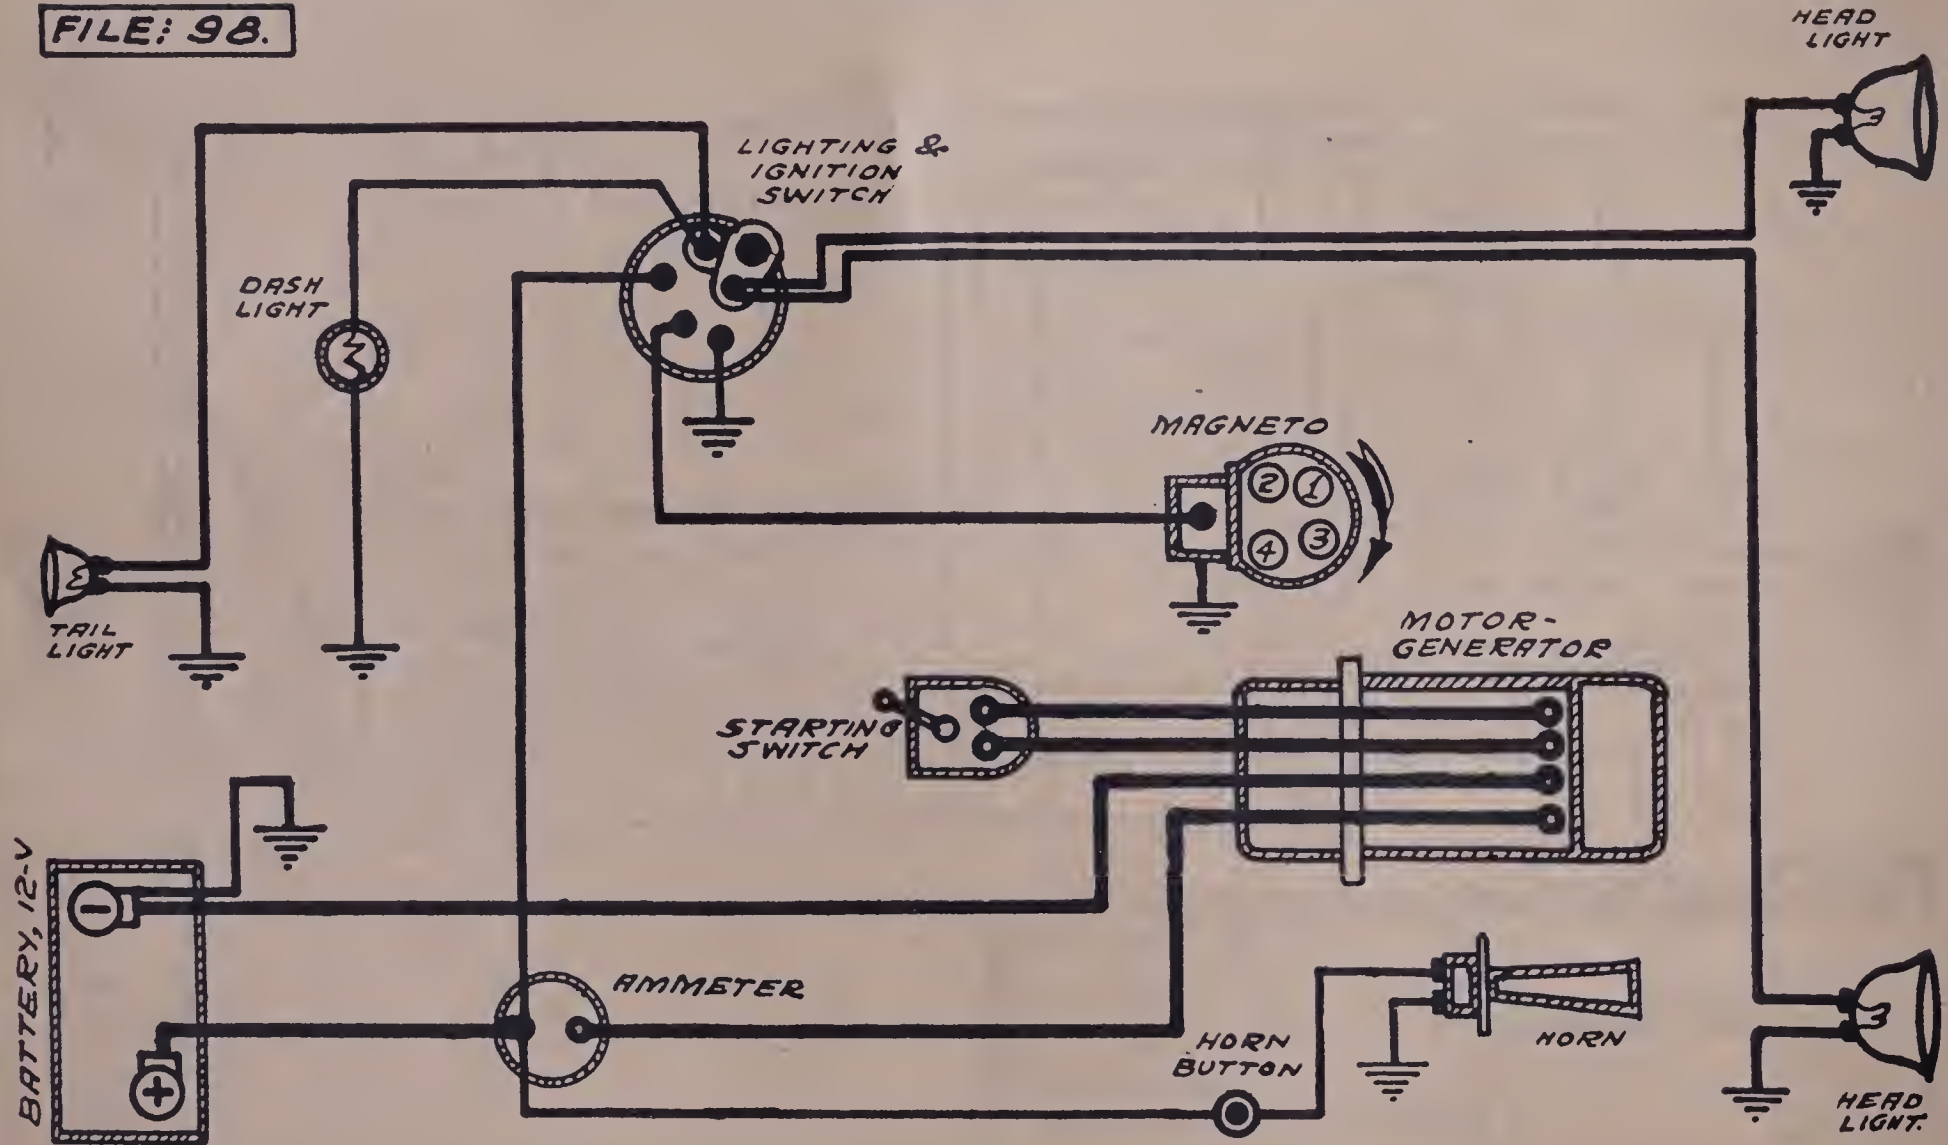 FILE: 98.
HEAD
LIGHT
LIGHTING &
IGNITION
SWITCH
DASH
LIGHT
MAGNETO
2 1
4 3
TAIL
LIGHT
MOTOR-
GENERATOR
STARTING
SWITCH
BATTERY, 12-V
AMMETER
HORN
BUTTON
HORN
HEAD
LIGHT.